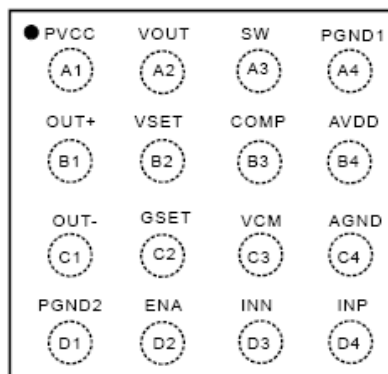 PVCC VOUT SW PGND1
A1 A2 A3 A4
OUT+ VSET COMP AVDD
B1 B2 B3 B4
OUT- GSET VCM AGND
C1 C2 C3 C4
PGND2 ENA INN INP
D1 D2 D3 D4